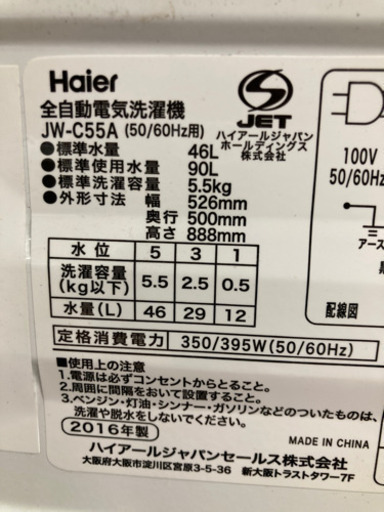 Haier
全自動電気洗濯機
JW-C55A (50/60Hz用)
JET
ハイアールジャパン
ホールディングス
株式会社
●標準水量 46L
●標準使用水量 90L
●標準洗濯容量 5.5kg
●外形寸法 幅 526mm
奥行 500mm
高さ 888mm
100V
50/60Hz
アース
配線図
水位 5 3 1
洗濯容量(kg以下) 5.5 2.5 0.5
水量(L) 46 29 12
定格消費電力 350/395W(50/60Hz)
■使用上の注意
1.電源は必ずコンセントからとること。
2.周囲に間隔をおいて設置すること。
3.ベンジン・灯油・シンナー・ガソリンなどのついたものは、
洗濯や脱水をしないでください。
2016年製
MADE IN CHINA
ハイアールジャパンセールス株式会社
大阪府大阪市淀川区宮原3-5-36 新大阪トラストタワー7F